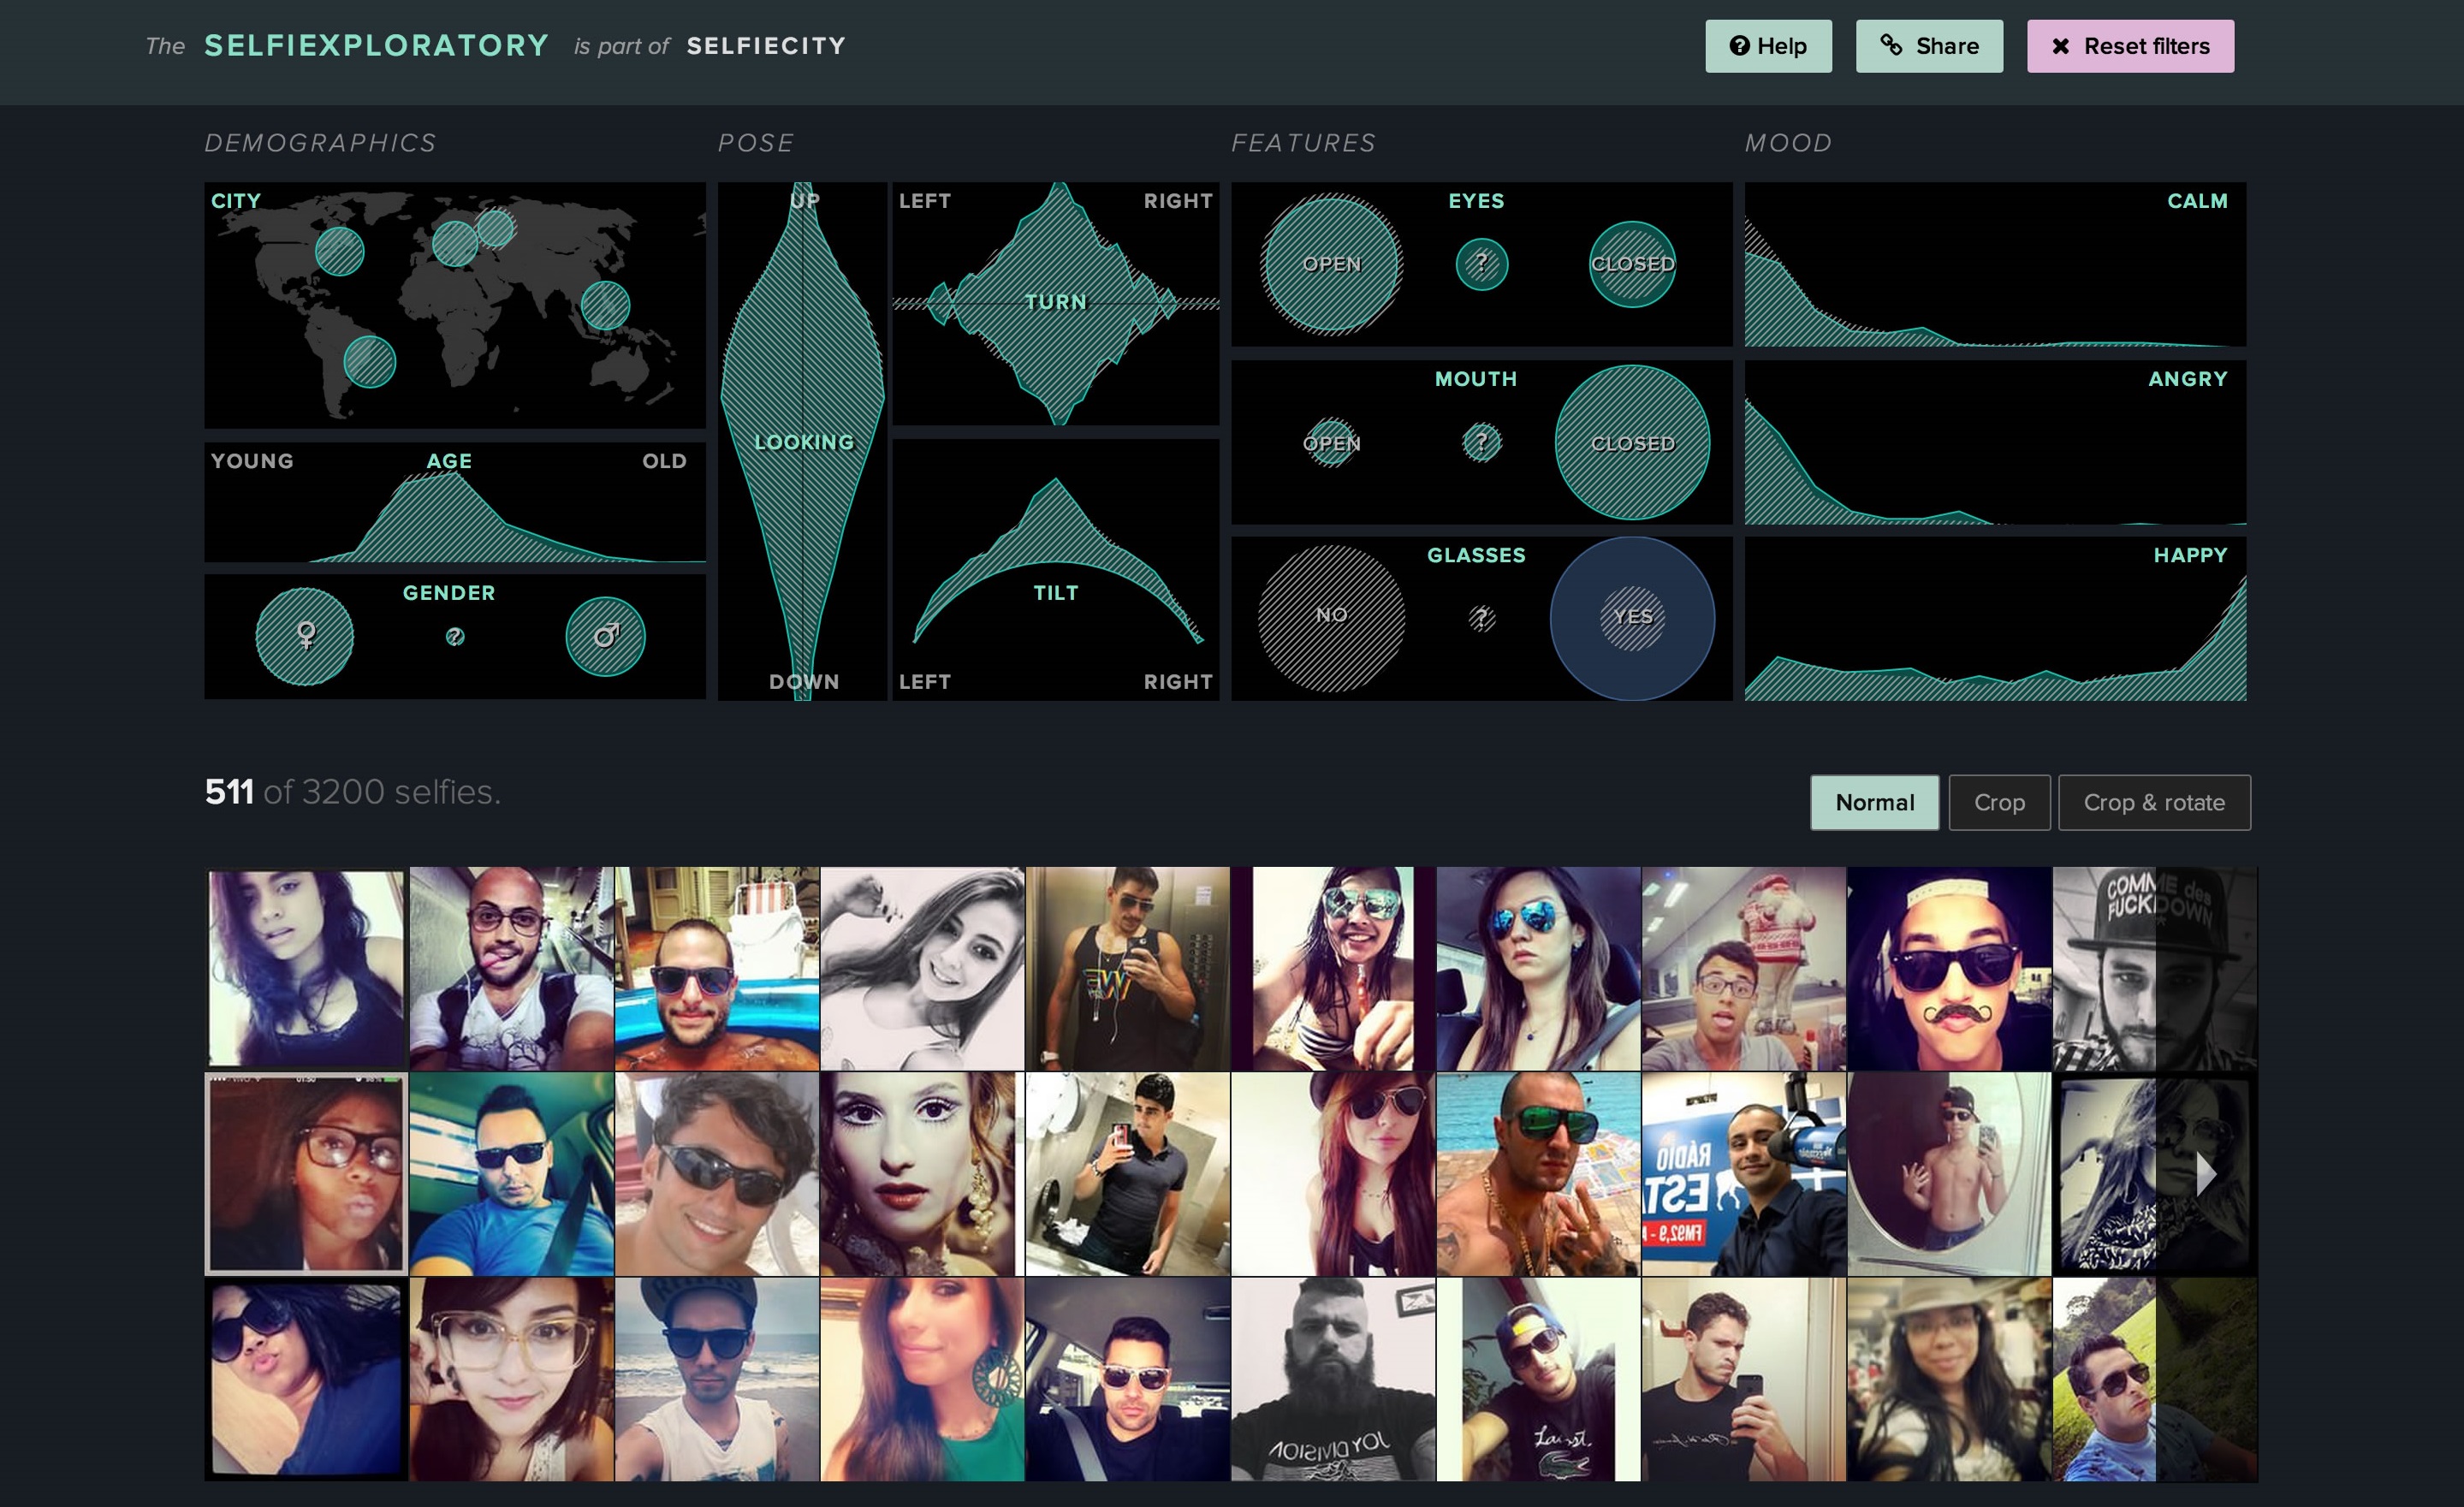 The SELFIEXPLORATORY is part of SELFIECITY
? Help
Share
✖ Reset filters
DEMOGRAPHICS
POSE
FEATURES
MOOD
CITY
YOUNG AGE OLD
GENDER
♀ ? ♂
UP
LOOKING
DOWN
LEFT RIGHT
TURN
TILT
LEFT RIGHT
EYES
OPEN ? CLOSED
MOUTH
OPEN ? CLOSED
GLASSES
NO ? YES
CALM
ANGRY
HAPPY
511 of 3200 selfies.
Normal
Crop
Crop & rotate
COMME des
FUCKDOWN
RÁDIO
EST
FM92,9 - A
JOY DIVISION